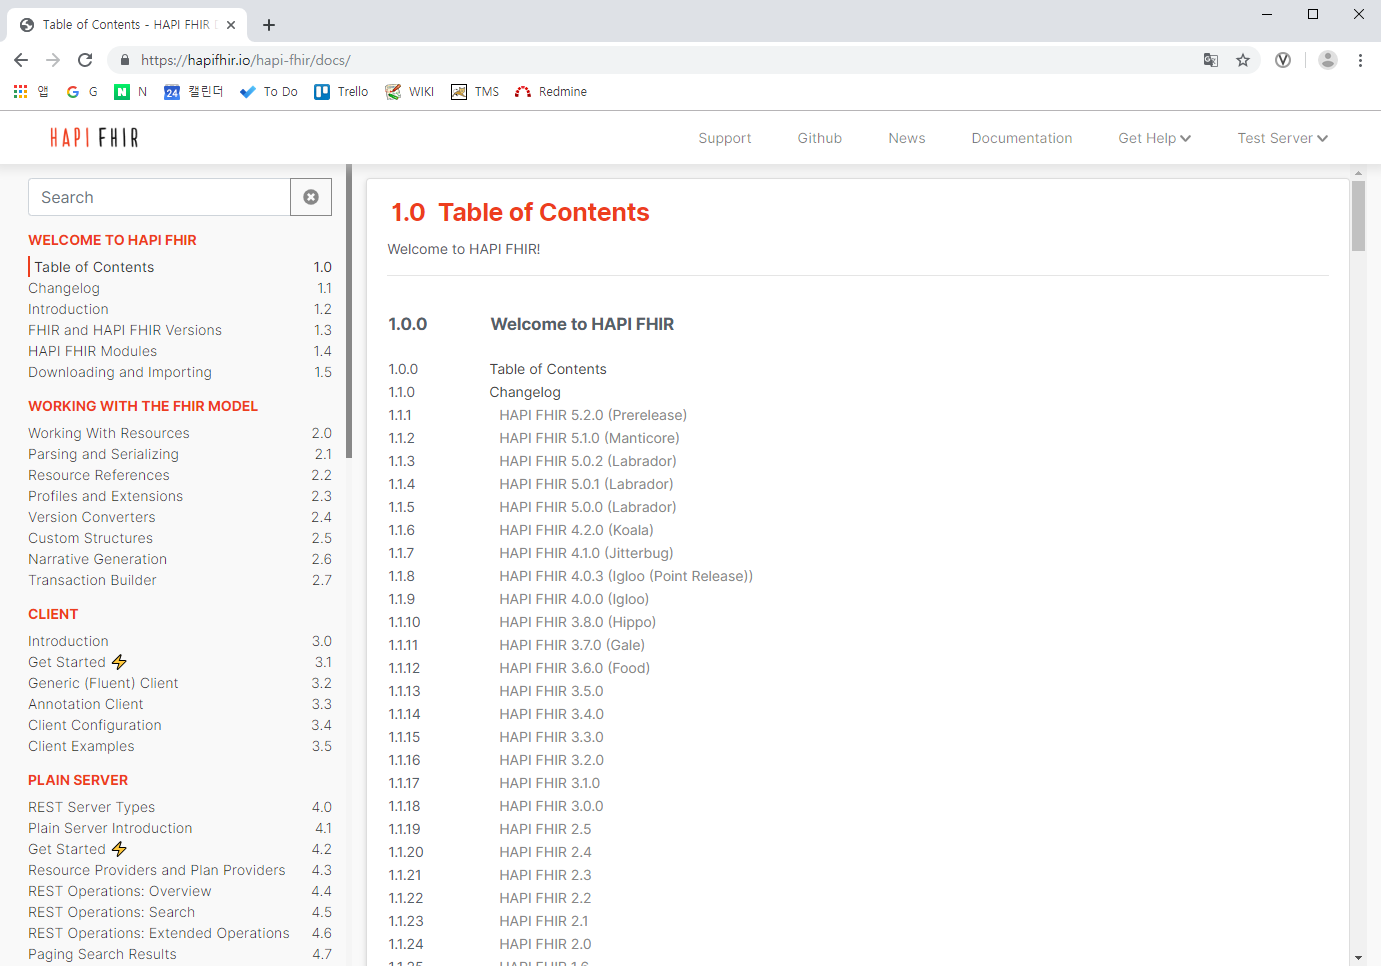 Table of Contents - HAPI FHIR D
https://hapifhir.io/hapi-fhir/docs/
앱 G G N N 24 캘린더 To Do Trello WIKI TMS Redmine
HAPI FHIR
Support Github News Documentation Get Help Test Server
Search
WELCOME TO HAPI FHIR
Table of Contents 1.0
Changelog 1.1
Introduction 1.2
FHIR and HAPI FHIR Versions 1.3
HAPI FHIR Modules 1.4
Downloading and Importing 1.5
WORKING WITH THE FHIR MODEL
Working With Resources 2.0
Parsing and Serializing 2.1
Resource References 2.2
Profiles and Extensions 2.3
Version Converters 2.4
Custom Structures 2.5
Narrative Generation 2.6
Transaction Builder 2.7
CLIENT
Introduction 3.0
Get Started ⚡ 3.1
Generic (Fluent) Client 3.2
Annotation Client 3.3
Client Configuration 3.4
Client Examples 3.5
PLAIN SERVER
REST Server Types 4.0
Plain Server Introduction 4.1
Get Started ⚡ 4.2
Resource Providers and Plan Providers 4.3
REST Operations: Overview 4.4
REST Operations: Search 4.5
REST Operations: Extended Operations 4.6
Paging Search Results 4.7
1.0 Table of Contents
Welcome to HAPI FHIR!
1.0.0 Welcome to HAPI FHIR
1.0.0 Table of Contents
1.1.0 Changelog
1.1.1 HAPI FHIR 5.2.0 (Prerelease)
1.1.2 HAPI FHIR 5.1.0 (Manticore)
1.1.3 HAPI FHIR 5.0.2 (Labrador)
1.1.4 HAPI FHIR 5.0.1 (Labrador)
1.1.5 HAPI FHIR 5.0.0 (Labrador)
1.1.6 HAPI FHIR 4.2.0 (Koala)
1.1.7 HAPI FHIR 4.1.0 (Jitterbug)
1.1.8 HAPI FHIR 4.0.3 (Igloo (Point Release))
1.1.9 HAPI FHIR 4.0.0 (Igloo)
1.1.10 HAPI FHIR 3.8.0 (Hippo)
1.1.11 HAPI FHIR 3.7.0 (Gale)
1.1.12 HAPI FHIR 3.6.0 (Food)
1.1.13 HAPI FHIR 3.5.0
1.1.14 HAPI FHIR 3.4.0
1.1.15 HAPI FHIR 3.3.0
1.1.16 HAPI FHIR 3.2.0
1.1.17 HAPI FHIR 3.1.0
1.1.18 HAPI FHIR 3.0.0
1.1.19 HAPI FHIR 2.5
1.1.20 HAPI FHIR 2.4
1.1.21 HAPI FHIR 2.3
1.1.22 HAPI FHIR 2.2
1.1.23 HAPI FHIR 2.1
1.1.24 HAPI FHIR 2.0
1.1.25 HAPI FHIR 1.6